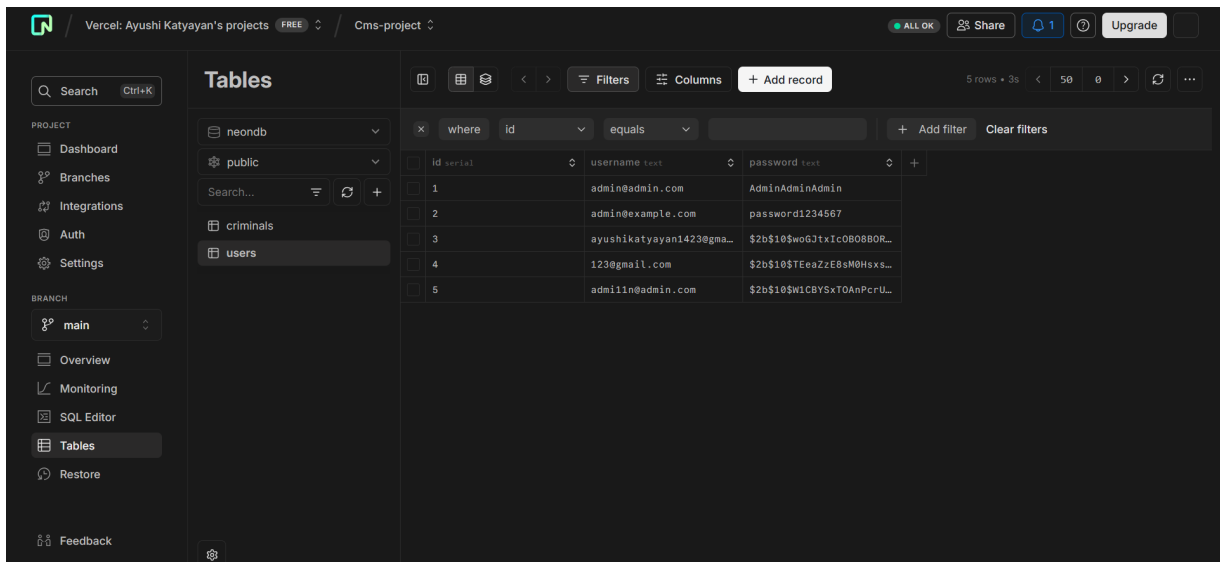 Vercel: Ayushi Katyayan's projects FREE / Cms-project
ALL OK Share 1 Upgrade
Search Ctrl+K
PROJECT
Dashboard
Branches
Integrations
Auth
Settings
BRANCH
main
Overview
Monitoring
SQL Editor
Tables
Restore
Feedback
Tables
neondb
public
Search...
criminals
users
Filters Columns + Add record 5 rows • 3s 50 0
where id equals + Add filter Clear filters
id serial username text password text
1 admin@admin.com AdminAdminAdmin
2 admin@example.com password1234567
3 ayushikatyayan1423@gma… $2b$10$woGJtxIcOBO8BOR…
4 123@gmail.com $2b$10$TEeaZzE8sM0Hsxs…
5 admi11n@admin.com $2b$10$W1CBYSxTOAnPcrU…